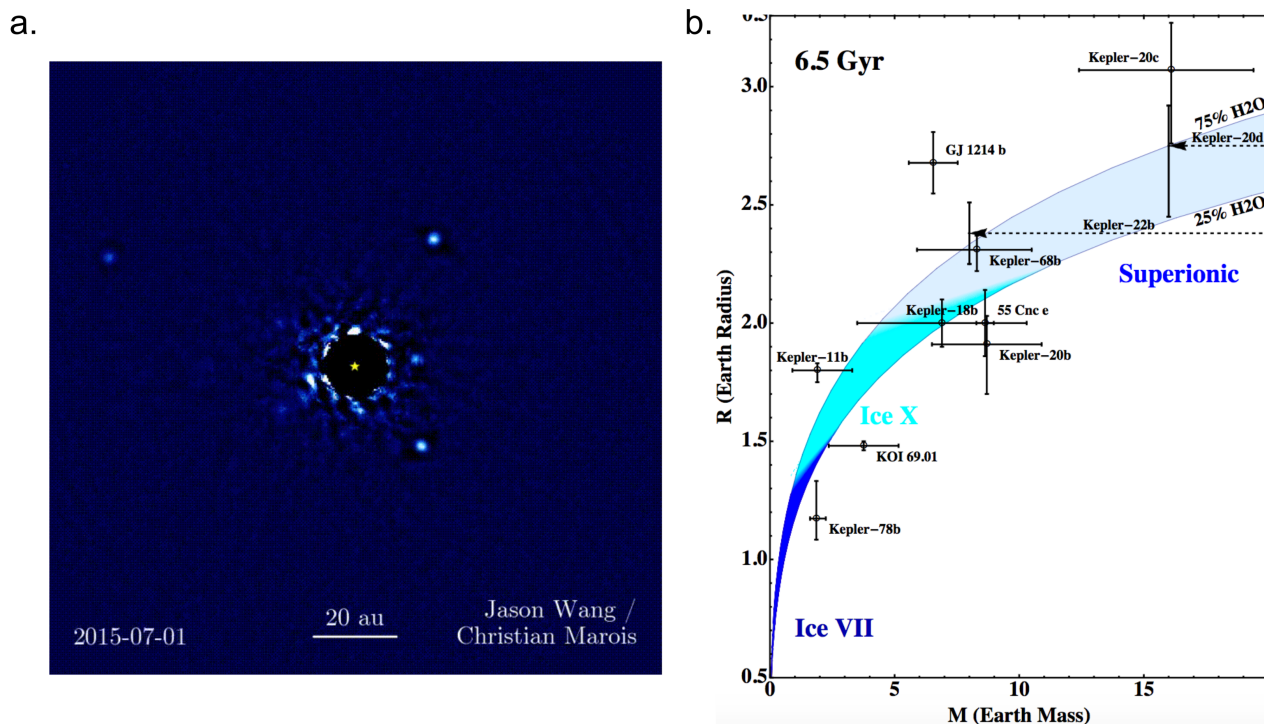 a.
2015-07-01
20 au
Jason Wang /
Christian Marois
b.
6.5 Gyr
Kepler-20c
75% H2O
Kepler-20d
GJ 1214 b
Kepler-22b
25% H2O
Kepler-68b
Superionic
Kepler-18b
55 Cnc e
Kepler-20b
Kepler-11b
Ice X
KOI 69.01
Kepler-78b
Ice VII
R (Earth Radius)
3.5
3.0
2.5
2.0
1.5
1.0
0.5
0
5
10
15
M (Earth Mass)